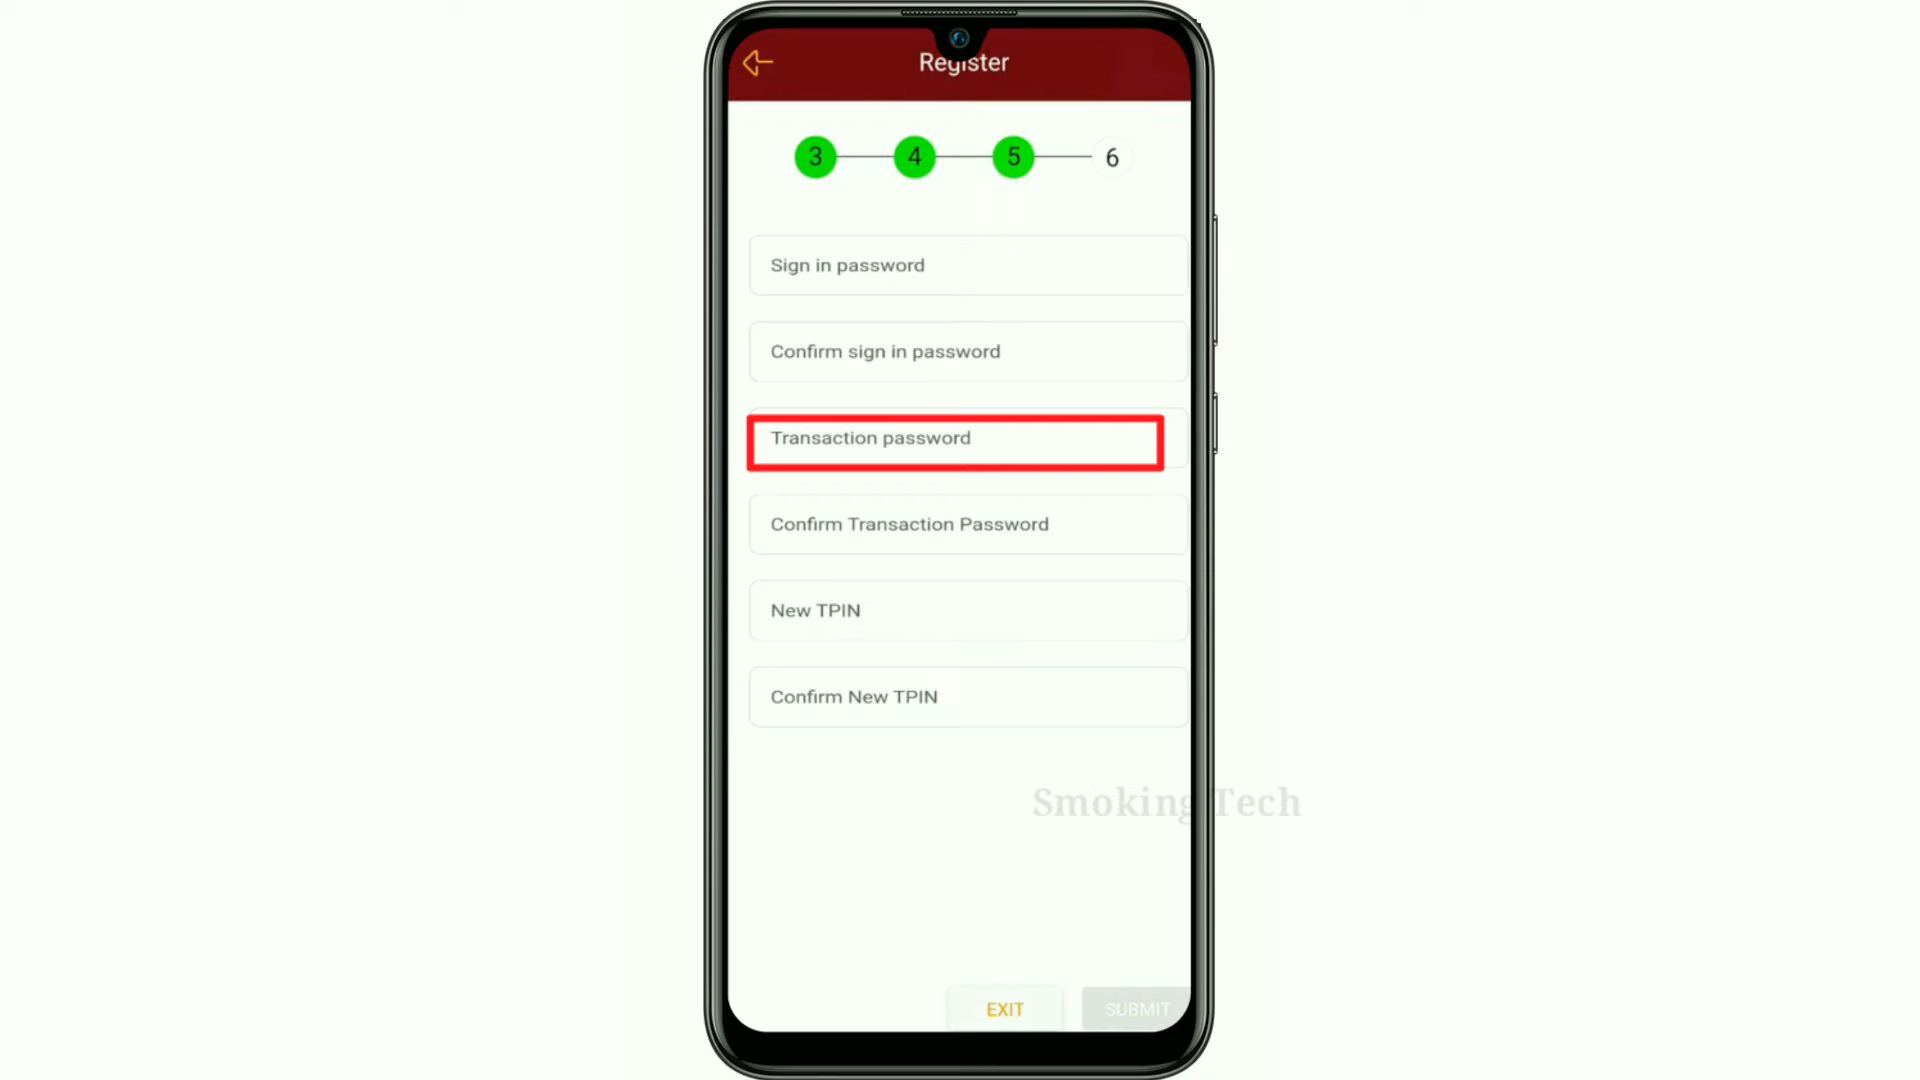 Register
3 4 5 6
Sign in password
Confirm sign in password
Transaction password
Confirm Transaction Password
New TPIN
Confirm New TPIN
Smoking Tech
EXIT SUBMIT